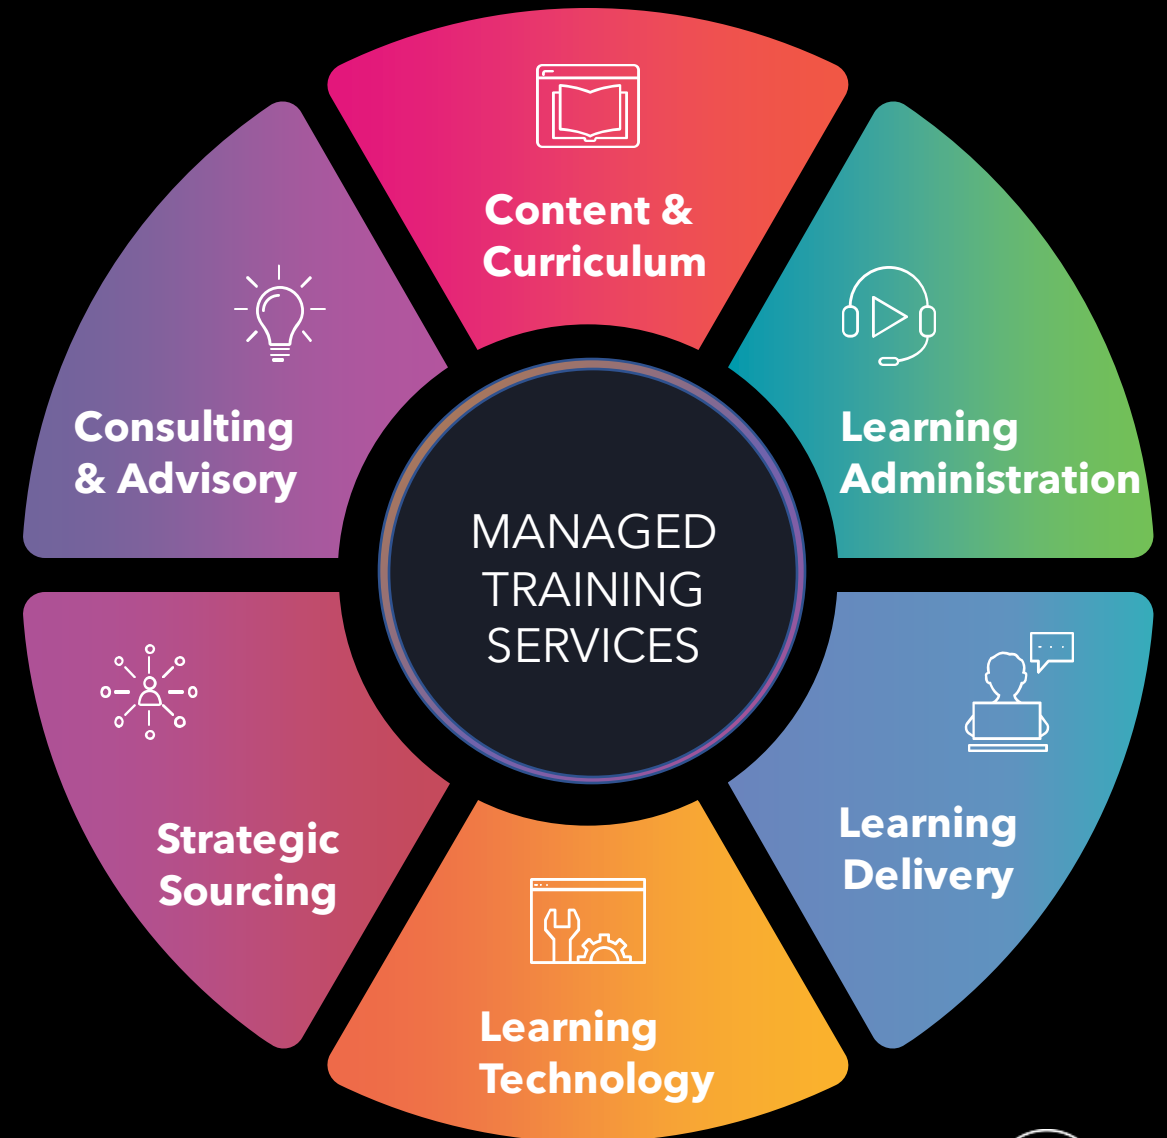 Content &
Curriculum
Learning
Administration
Learning
Delivery
Learning
Technology
Strategic
Sourcing
Consulting
& Advisory
MANAGED
TRAINING
SERVICES